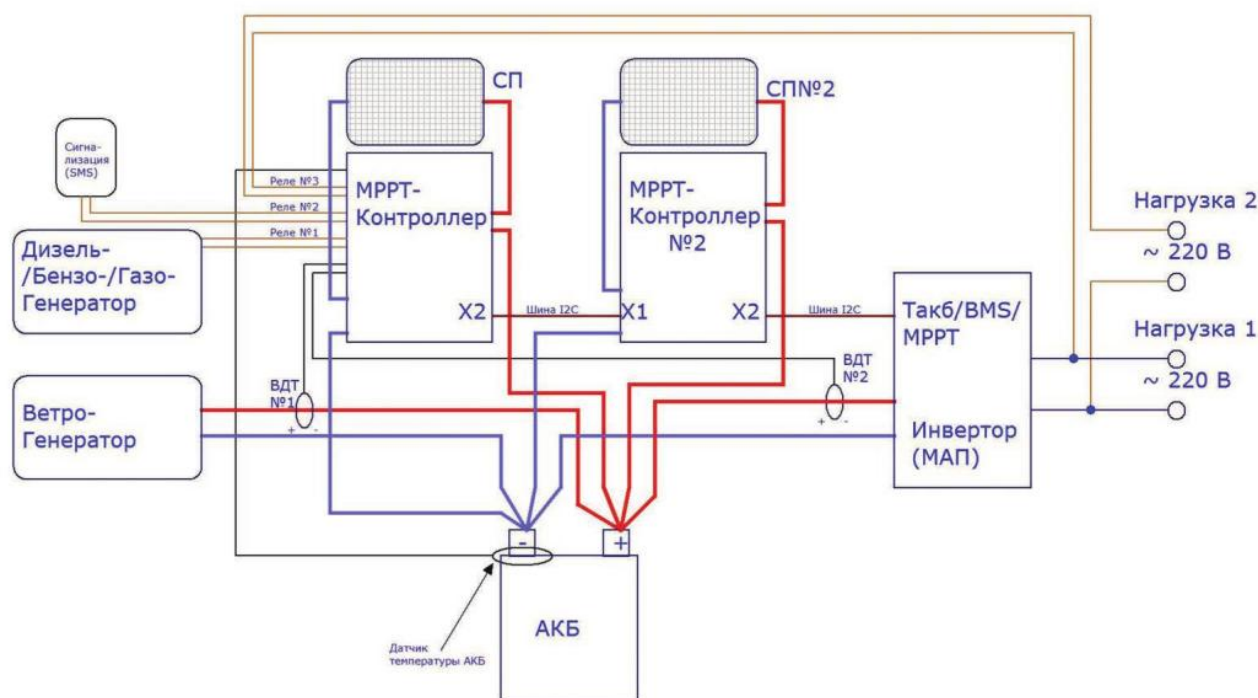 СП
СП№2
Сигна-
лизация
(SMS)
Реле №3
Реле №2
Реле №1
MPPT-
Контроллер
X2
MPPT-
Контроллер
№2
X1
X2
Шина I2C
Шина I2C
Дизель-
/Бензо-/Газо-
Генератор
Ветро-
Генератор
ВДТ
№1
+ -
ВДТ
№2
+ -
Такб/BMS/
MPPT
Инвертор
(МАП)
Нагрузка 2
~ 220 В
Нагрузка 1
~ 220 В
-
+
АКБ
Датчик
температуры АКБ